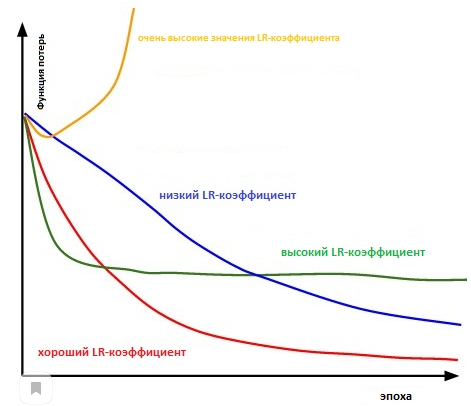 очень высокие значения LR-коэффициента
Функция потерь
низкий LR-коэффициент
высокий LR-коэффициент
хороший LR-коэффициент
эпоха